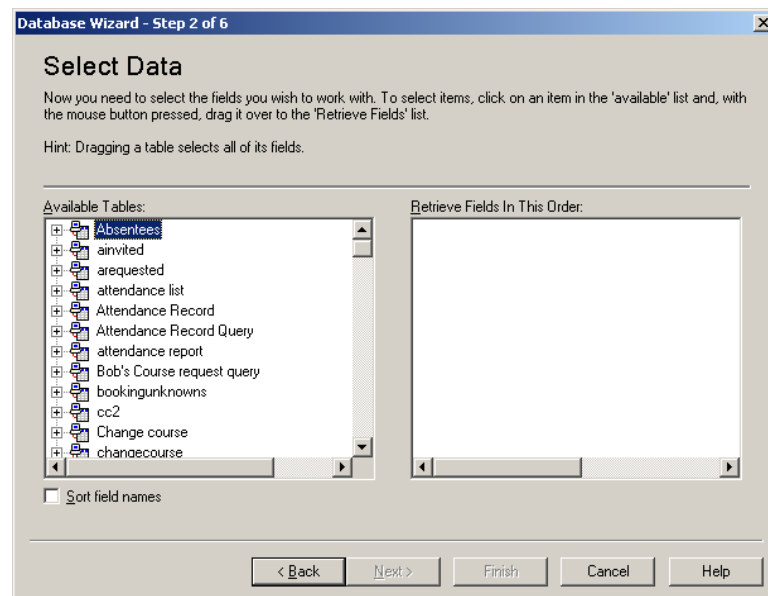 Database Wizard - Step 2 of 6
Select Data
Now you need to select the fields you wish to work with. To select items, click on an item in the 'available' list and, with
the mouse button pressed, drag it over to the 'Retrieve Fields' list.
Hint: Dragging a table selects all of its fields.
Available Tables:
Absentees
ainvited
arequested
attendance list
Attendance Record
Attendance Record Query
attendance report
Bob's Course request query
bookingunknowns
cc2
Change course
changecourse
Sort field names
Retrieve Fields In This Order:
< Back
Next >
Finish
Cancel
Help